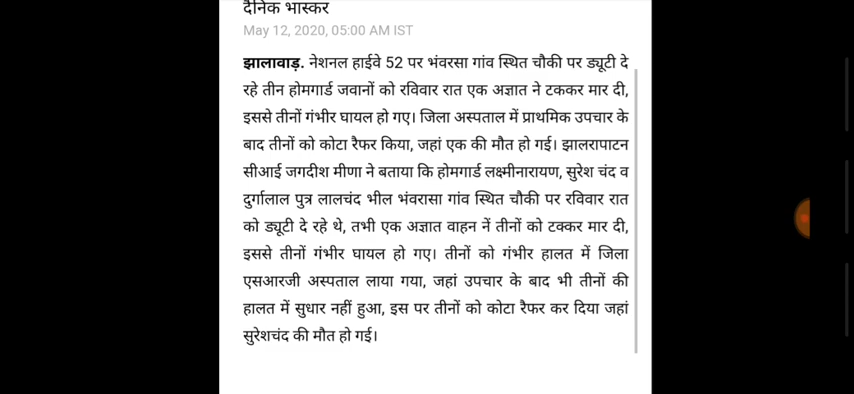 दैनिक भास्कर
May 12, 2020, 05:00 AM IST
झालावाड़. नेशनल हाईवे 52 पर भंवरसा गांव स्थित चौकी पर ड्यूटी दे
रहे तीन होमगार्ड जवानों को रविवार रात एक अज्ञात ने टककर मार दी,
इससे तीनों गंभीर घायल हो गए। जिला अस्पताल में प्राथमिक उपचार के
बाद तीनों को कोटा रैफर किया, जहां एक की मौत हो गई। झालरापाटन
सीआई जगदीश मीणा ने बताया कि होमगार्ड लक्ष्मीनारायण, सुरेश चंद व
दुर्गालाल पुत्र लालचंद भील भंवरासा गांव स्थित चौकी पर रविवार रात
को ड्यूटी दे रहे थे, तभी एक अज्ञात वाहन नें तीनों को टक्कर मार दी,
इससे तीनों गंभीर घायल हो गए। तीनों को गंभीर हालत में जिला
एसआरजी अस्पताल लाया गया, जहां उपचार के बाद भी तीनों की
हालत में सुधार नहीं हुआ, इस पर तीनों को कोटा रैफर कर दिया जहां
सुरेशचंद की मौत हो गई।